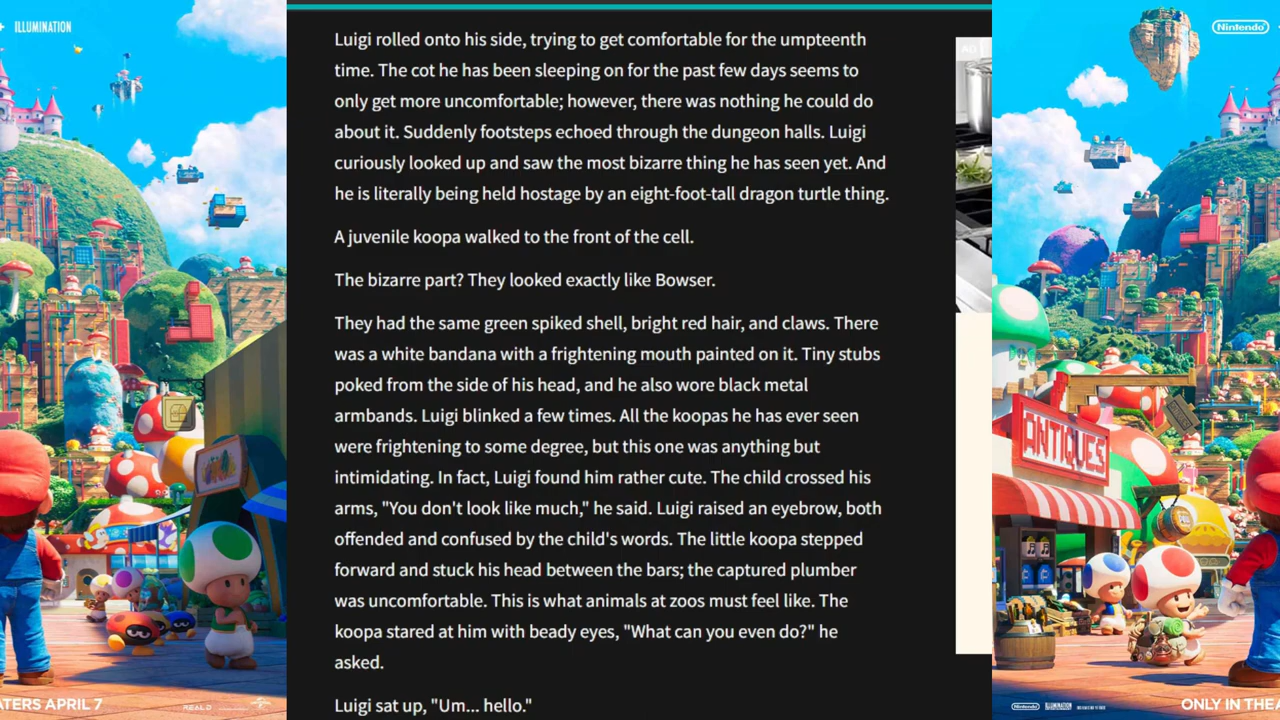 ILLUMINATION
Nintendo
AD
Luigi rolled onto his side, trying to get comfortable for the umpteenth
time. The cot he has been sleeping on for the past few days seems to
only get more uncomfortable; however, there was nothing he could do
about it. Suddenly footsteps echoed through the dungeon halls. Luigi
curiously looked up and saw the most bizarre thing he has seen yet. And
he is literally being held hostage by an eight-foot-tall dragon turtle thing.
A juvenile koopa walked to the front of the cell.
The bizarre part? They looked exactly like Bowser.
They had the same green spiked shell, bright red hair, and claws. There
was a white bandana with a frightening mouth painted on it. Tiny stubs
poked from the side of his head, and he also wore black metal
armbands. Luigi blinked a few times. All the koopas he has ever seen
were frightening to some degree, but this one was anything but
intimidating. In fact, Luigi found him rather cute. The child crossed his
arms, "You don't look like much," he said. Luigi raised an eyebrow, both
offended and confused by the child's words. The little koopa stepped
forward and stuck his head between the bars; the captured plumber
was uncomfortable. This is what animals at zoos must feel like. The
koopa stared at him with beady eyes, "What can you even do?" he
asked.
Luigi sat up, "Um... hello."
ANTIQUES
ATERS APRIL 7
REAL D
Nintendo
ILLUMINATION
ONLY IN THEA